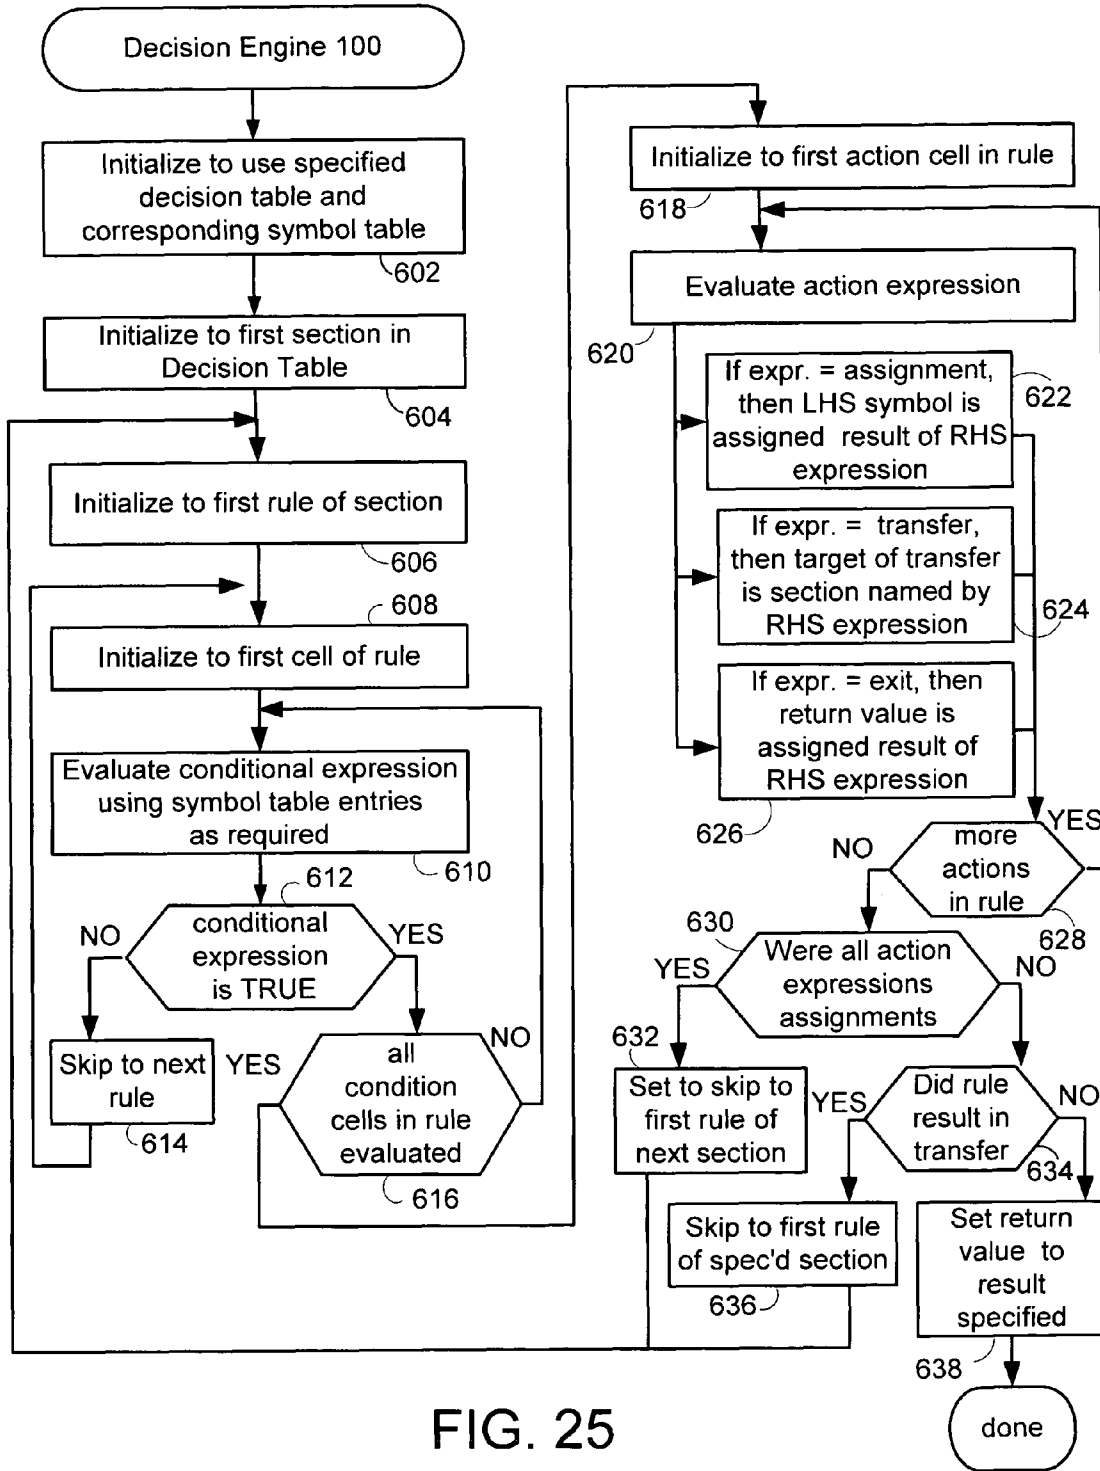 Decision Engine 100
Initialize to use specified
decision table and
corresponding symbol table
602
Initialize to first section in
Decision Table
604
Initialize to first rule of section
606
608
Initialize to first cell of rule
Evaluate conditional expression
using symbol table entries
as required
610
612
NO
conditional
expression
is TRUE
YES
Skip to next
rule
614
YES
all
condition
cells in rule
evaluated
NO
616
Initialize to first action cell in rule
618
Evaluate action expression
620
If expr. = assignment,
then LHS symbol is
assigned result of RHS
expression
622
If expr. = transfer,
then target of transfer
is section named by
RHS expression
624
If expr. = exit, then
return value is
assigned result of
RHS expression
626
YES
NO
more
actions
in rule
628
630
YES
Were all action
expressions
assignments
NO
632
Set to skip to
first rule of
next section
YES
Did rule
result in
transfer
NO
634
Skip to first rule
of spec'd section
636
Set return
value to
result
specified
638
done
FIG. 25